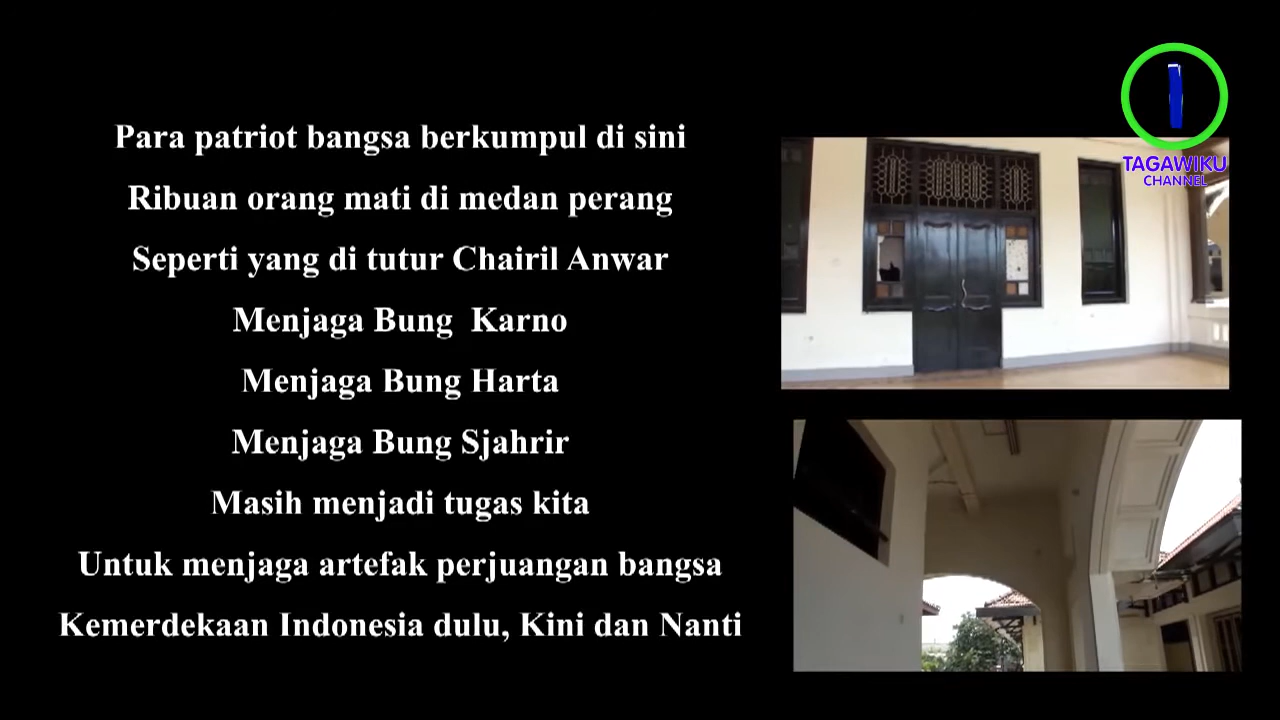 Para patriot bangsa berkumpul di sini
Ribuan orang mati di medan perang
Seperti yang di tutur Chairil Anwar
Menjaga Bung  Karno
Menjaga Bung Harta
Menjaga Bung Sjahrir
Masih menjadi tugas kita
Untuk menjaga artefak perjuangan bangsa
Kemerdekaan Indonesia dulu, Kini dan Nanti
TAGAWIKU
CHANNEL